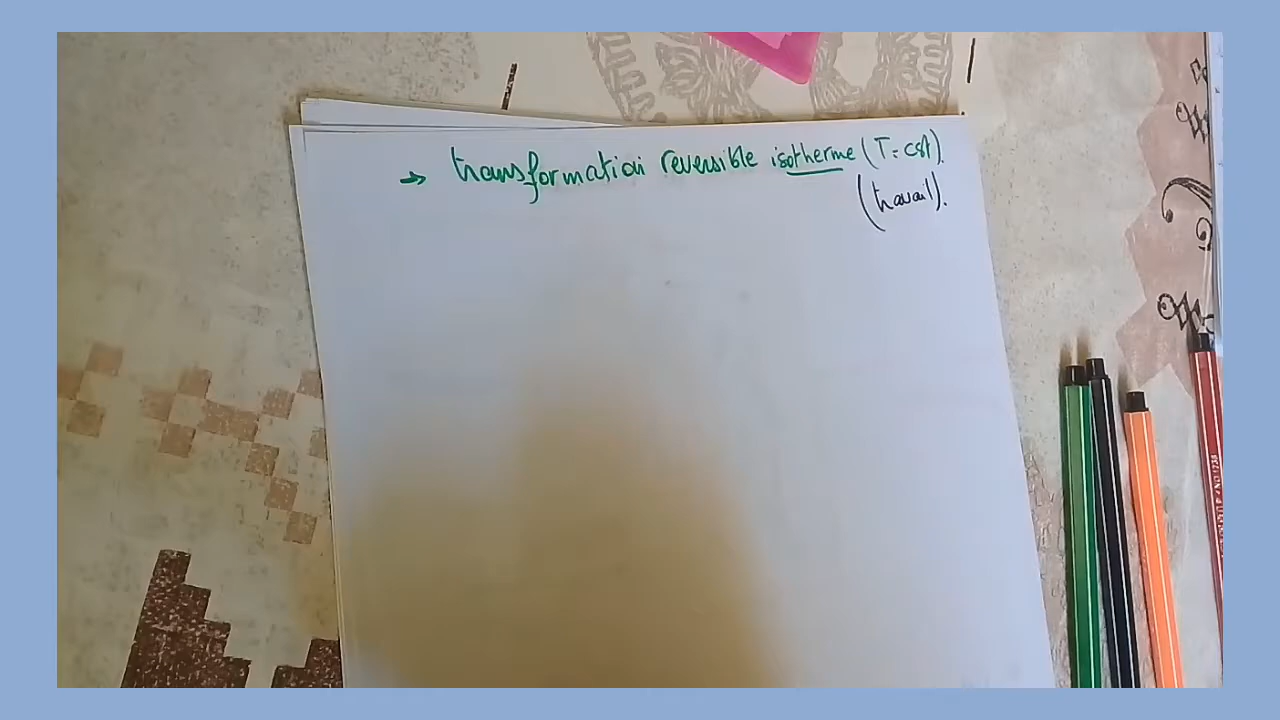 → transformation reversible isotherme (T = cst).
(travail).